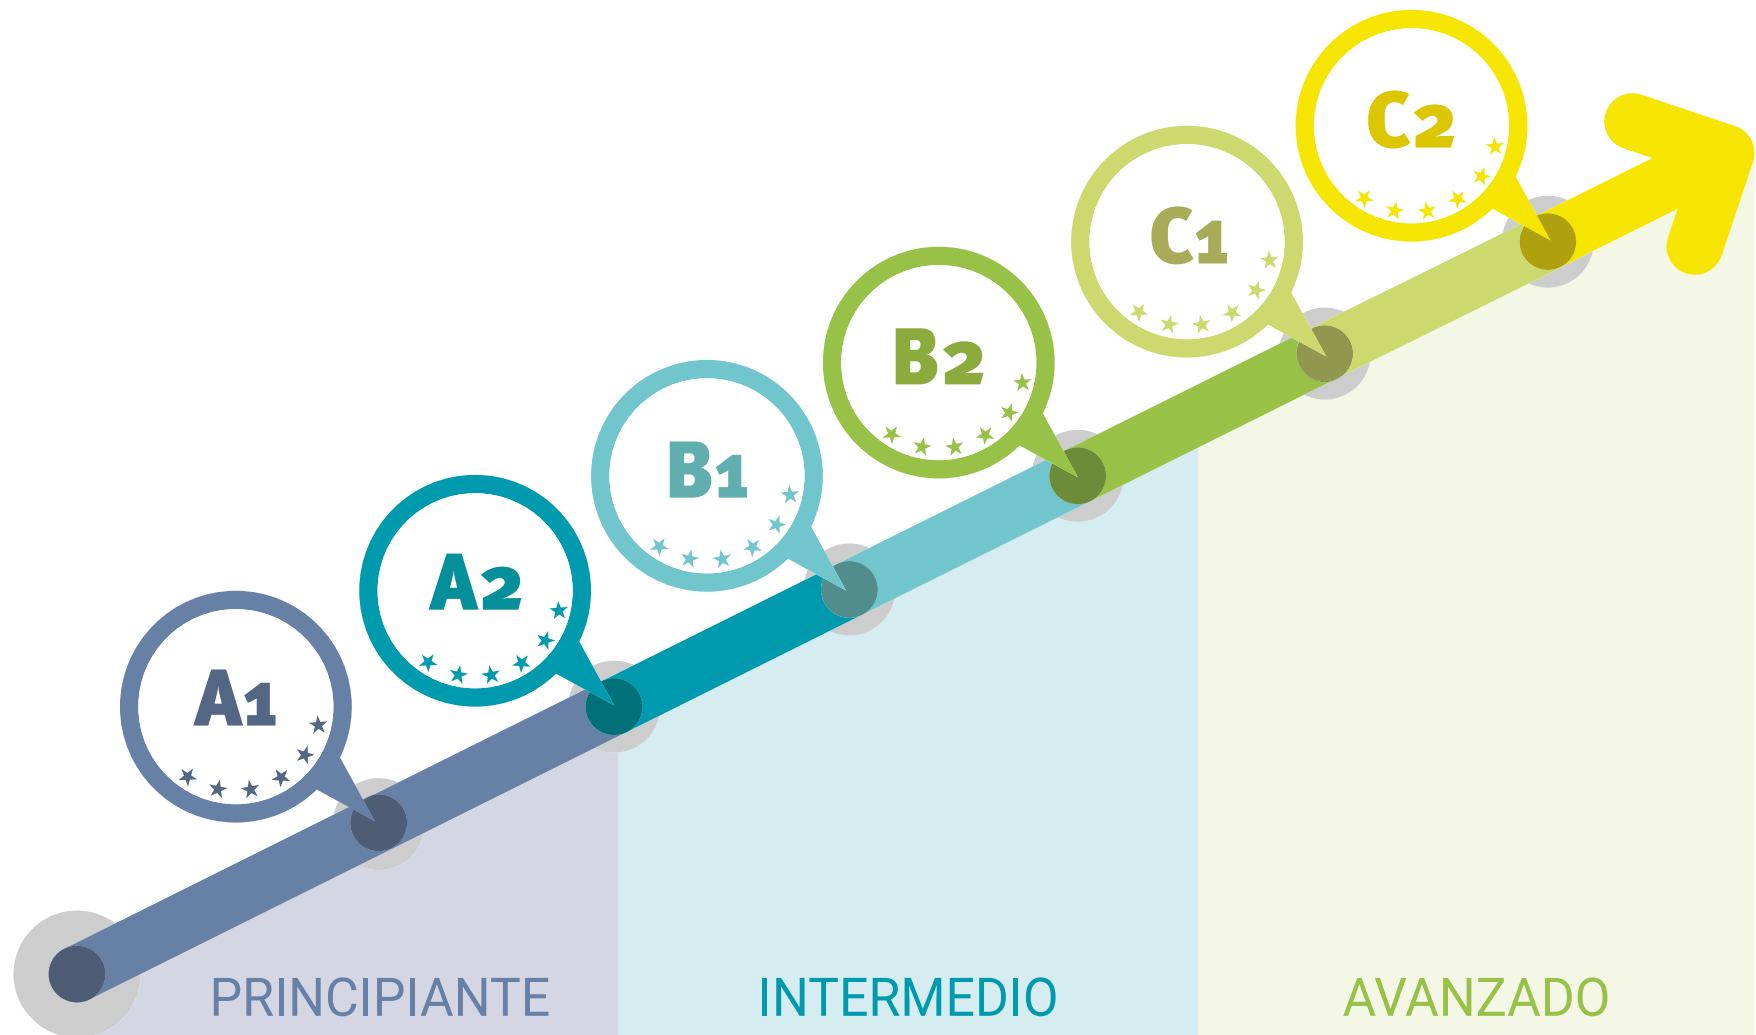 A1
A2
B1
B2
C1
C2
PRINCIPIANTE
INTERMEDIO
AVANZADO